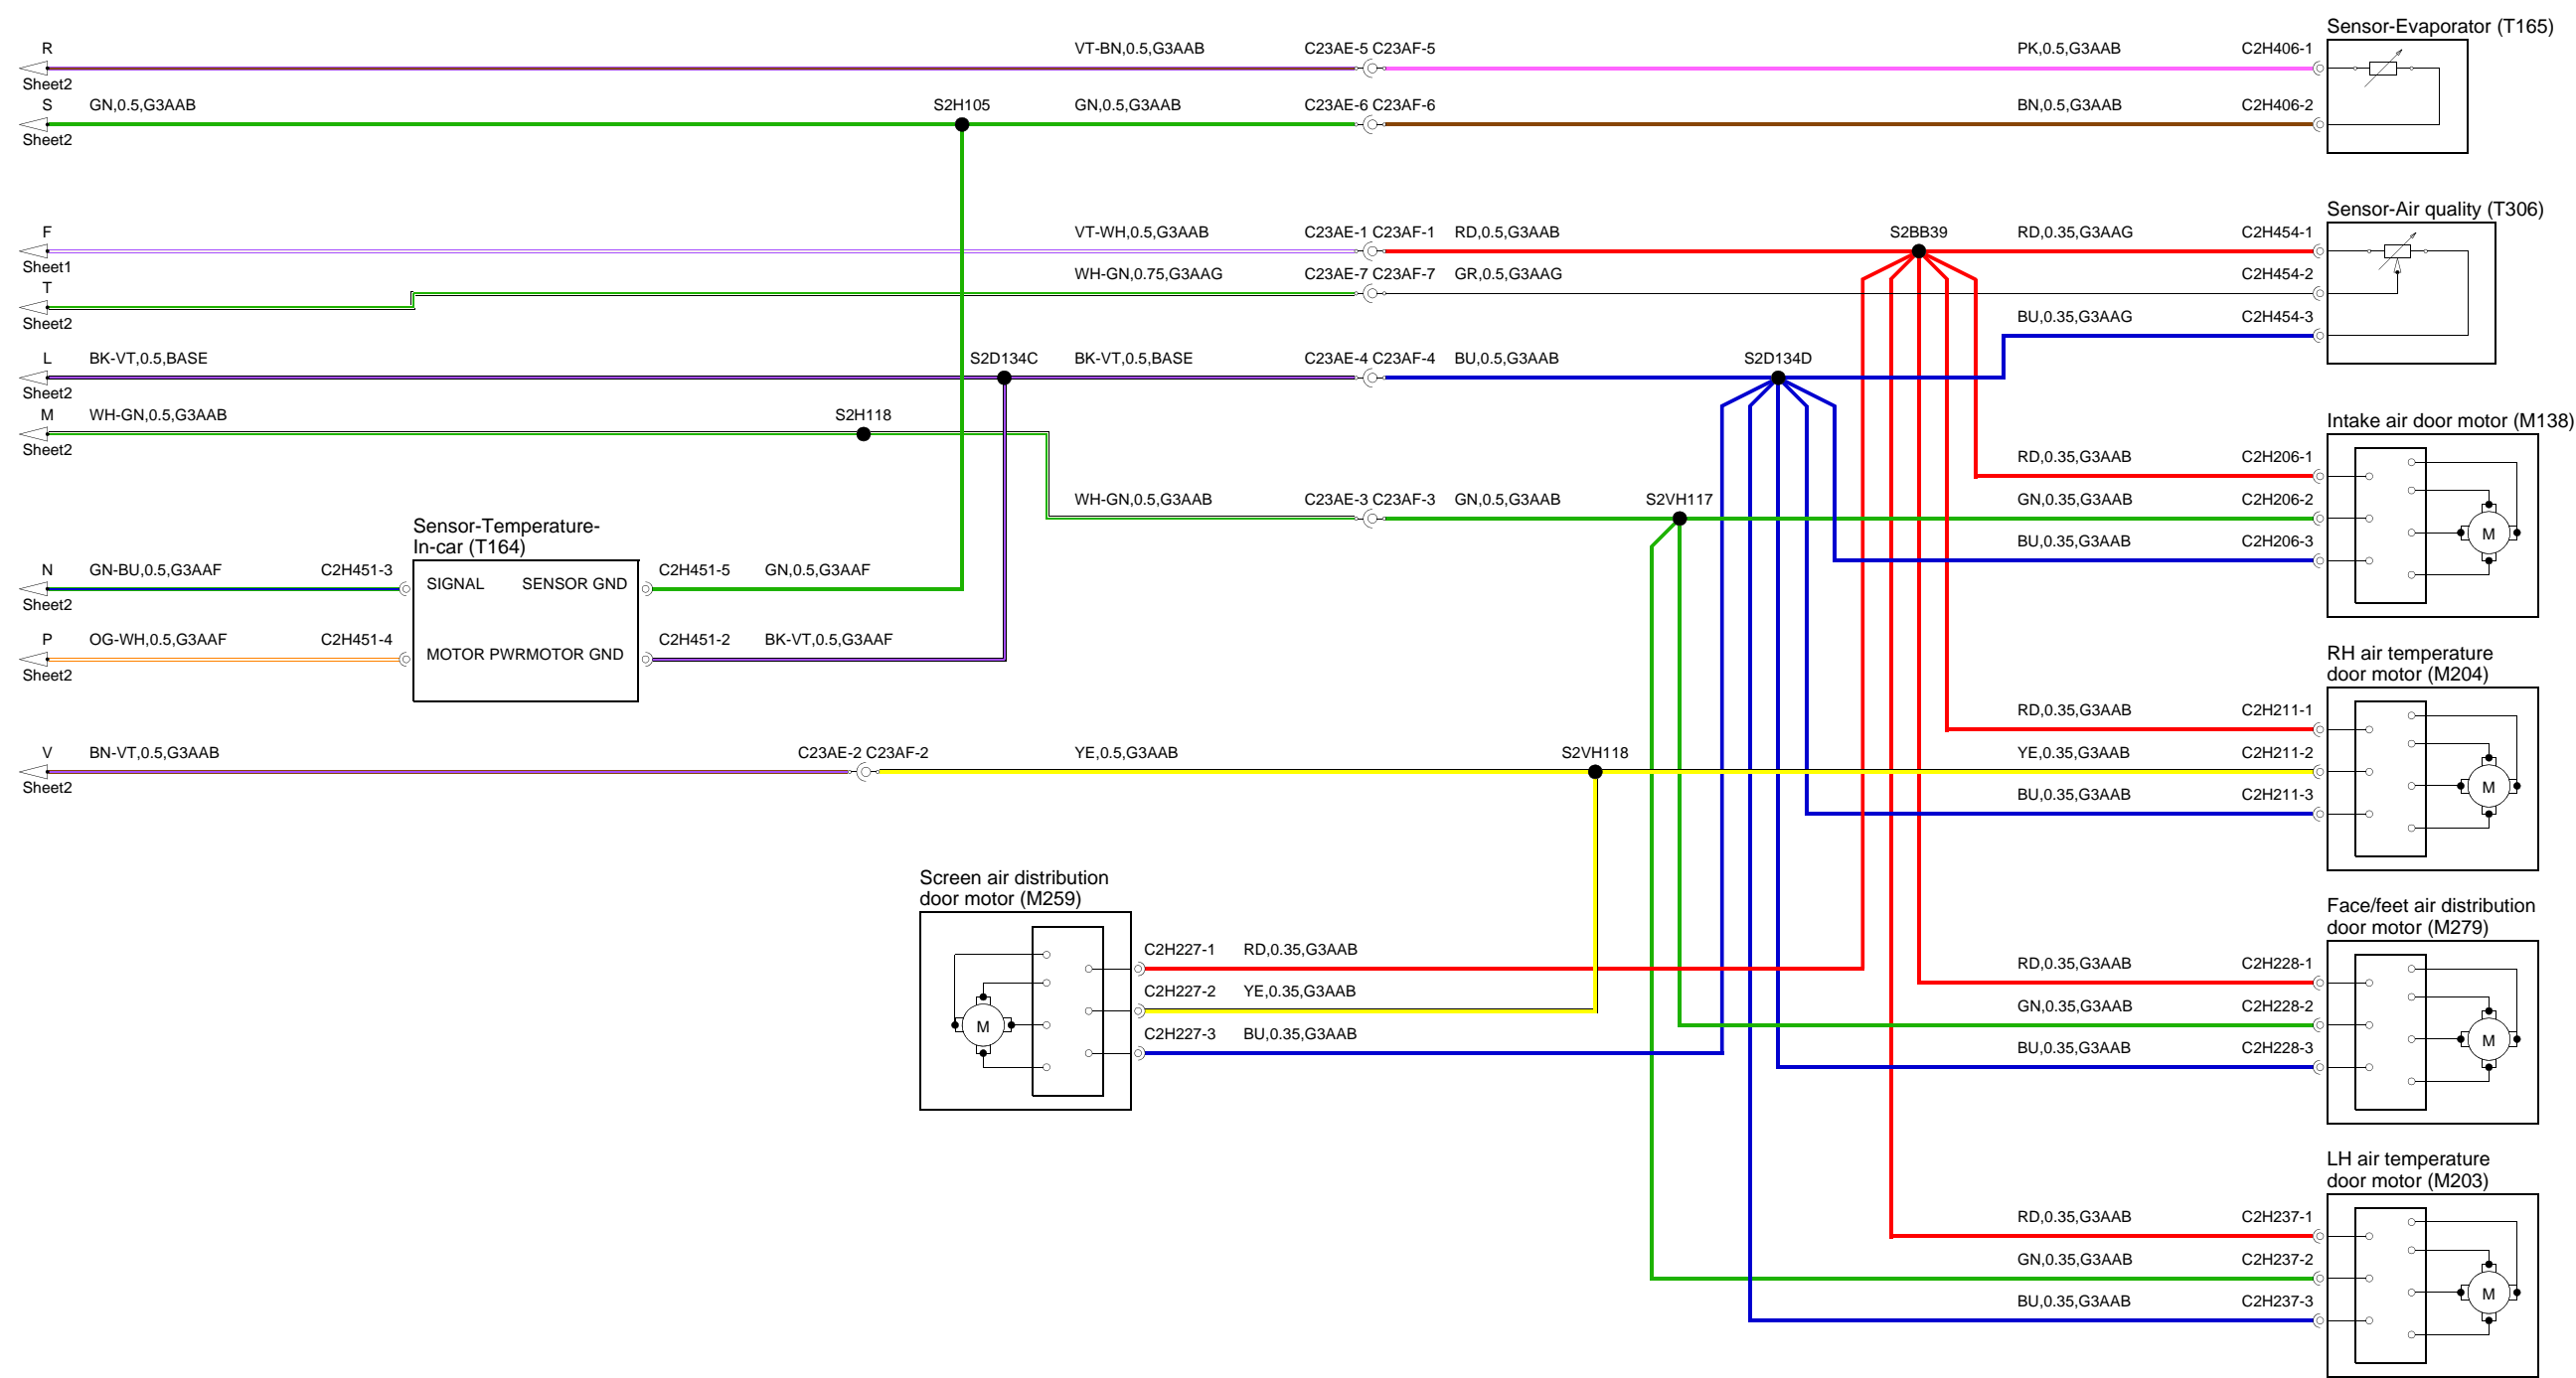 Sensor-Evaporator (T165)
R VT-BN,0.5,G3AAB C23AE-5 C23AF-5 PK,0.5,G3AAB C2H406-1
Sheet2
S GN,0.5,G3AAB S2H105 GN,0.5,G3AAB C23AE-6 C23AF-6 BN,0.5,G3AAB C2H406-2
Sheet2
Sensor-Air quality (T306)
F VT-WH,0.5,G3AAB C23AE-1 C23AF-1 RD,0.5,G3AAB S2BB39 RD,0.35,G3AAG C2H454-1
Sheet1
WH-GN,0.75,G3AAG C23AE-7 C23AF-7 GR,0.5,G3AAG C2H454-2
T
Sheet2
BU,0.35,G3AAG C2H454-3
L BK-VT,0.5,BASE S2D134C BK-VT,0.5,BASE C23AE-4 C23AF-4 BU,0.5,G3AAB S2D134D
Sheet2
M WH-GN,0.5,G3AAB S2H118
Sheet2
Intake air door motor (M138)
RD,0.35,G3AAB C2H206-1
WH-GN,0.5,G3AAB C23AE-3 C23AF-3 GN,0.5,G3AAB S2VH117 GN,0.35,G3AAB C2H206-2
M
BU,0.35,G3AAB C2H206-3
Sensor-Temperature-
In-car (T164)
N GN-BU,0.5,G3AAF C2H451-3 SIGNAL SENSOR GND C2H451-5 GN,0.5,G3AAF
Sheet2
P OG-WH,0.5,G3AAF C2H451-4 MOTOR PWRMOTOR GND C2H451-2 BK-VT,0.5,G3AAF
Sheet2
RH air temperature
door motor (M204)
RD,0.35,G3AAB C2H211-1
V BN-VT,0.5,G3AAB C23AE-2 C23AF-2 YE,0.5,G3AAB S2VH118 YE,0.35,G3AAB C2H211-2
Sheet2
M
BU,0.35,G3AAB C2H211-3
Screen air distribution
door motor (M259)
C2H227-1 RD,0.35,G3AAB
C2H227-2 YE,0.35,G3AAB
M
C2H227-3 BU,0.35,G3AAB
Face/feet air distribution
door motor (M279)
RD,0.35,G3AAB C2H228-1
GN,0.35,G3AAB C2H228-2
M
BU,0.35,G3AAB C2H228-3
LH air temperature
door motor (M203)
RD,0.35,G3AAB C2H237-1
GN,0.35,G3AAB C2H237-2
M
BU,0.35,G3AAB C2H237-3